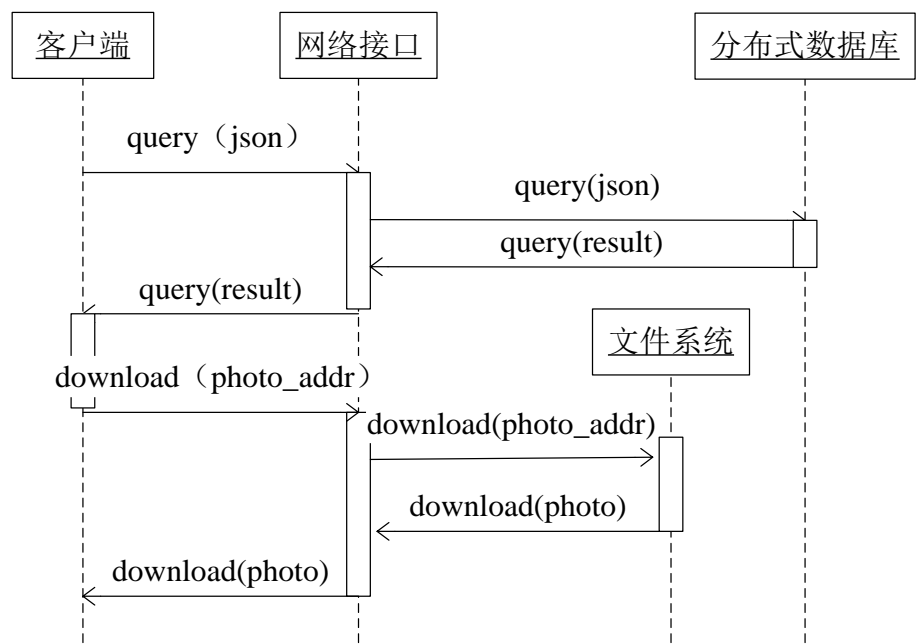 客户端
网络接口
分布式数据库
query（json）
query(json)
query(result)
query(result)
文件系统
download（photo_addr）
download(photo_addr)
download(photo)
download(photo)